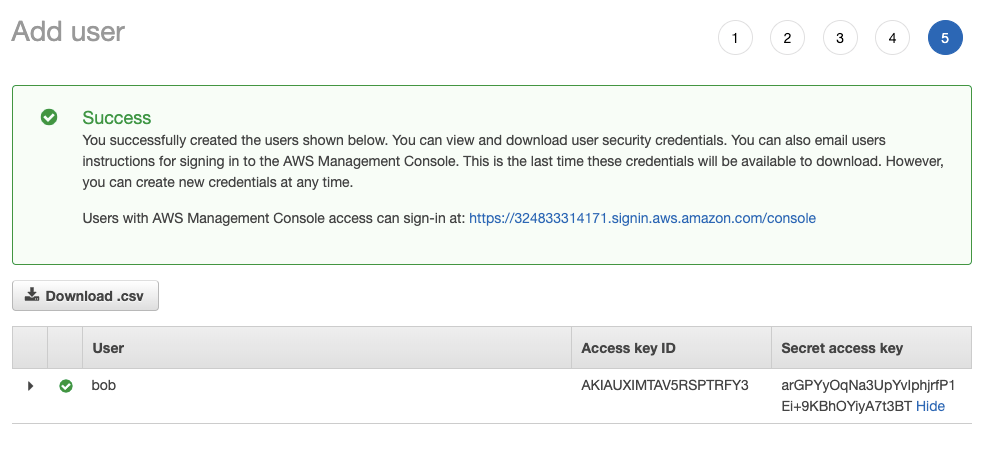 Add user
1 2 3 4 5
Success
You successfully created the users shown below. You can view and download user security credentials. You can also email users
instructions for signing in to the AWS Management Console. This is the last time these credentials will be available to download. However,
you can create new credentials at any time.
Users with AWS Management Console access can sign-in at: https://324833314171.signin.aws.amazon.com/console
Download .csv
User Access key ID Secret access key
bob AKIAUXIMTAV5RSPTRFY3 arGPYyOqNa3UpYvIphjrfP1
Ei+9KBhOYiyA7t3BT Hide